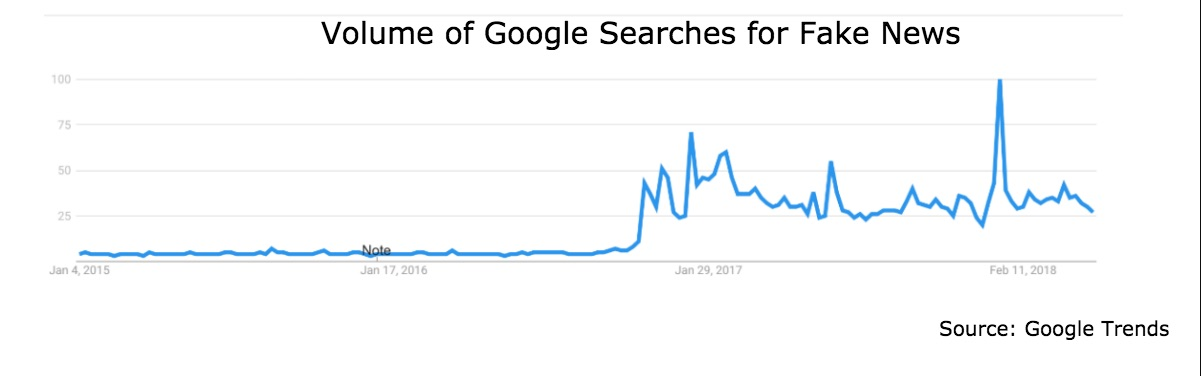 Volume of Google Searches for Fake News
100
75
50
25
Note
Jan 4, 2015 Jan 17, 2016 Jan 29, 2017 Feb 11, 2018
Source: Google Trends